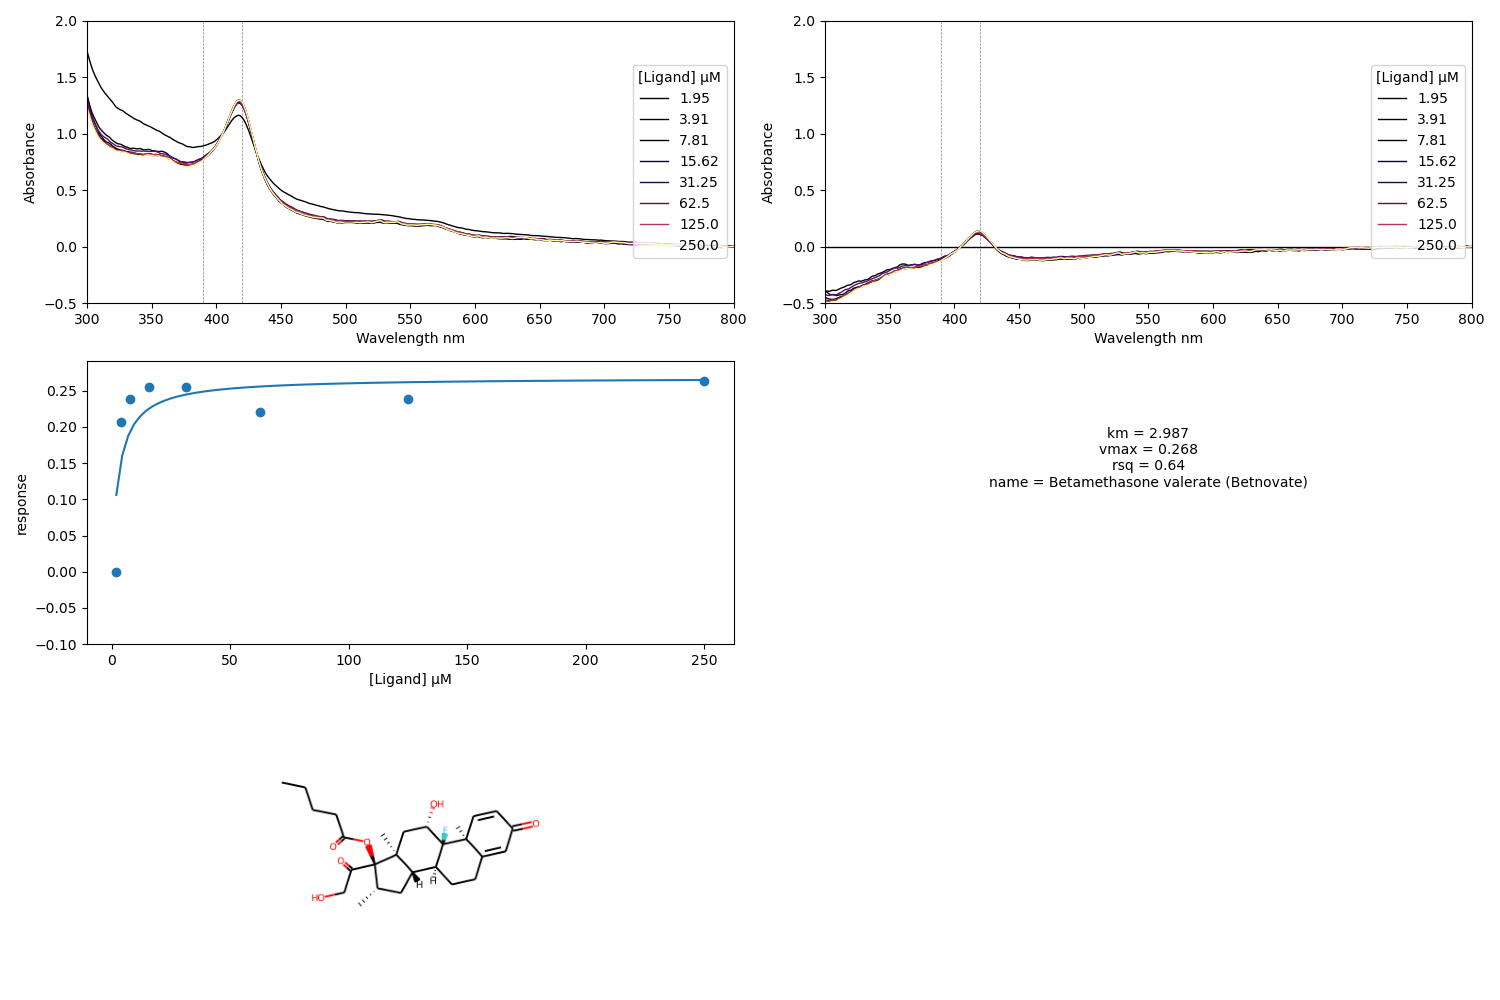 2.0
1.5
1.0
0.5
0.0
−0.5
Absorbance
300 350 400 450 500 550 600 650 700 750 800
Wavelength nm
[Ligand] µM
1.95
3.91
7.81
15.62
31.25
62.5
125.0
250.0
2.0
1.5
1.0
0.5
0.0
−0.5
Absorbance
300 350 400 450 500 550 600 650 700 750 800
Wavelength nm
[Ligand] µM
1.95
3.91
7.81
15.62
31.25
62.5
125.0
250.0
0.25
0.20
0.15
0.10
0.05
0.00
−0.05
−0.10
response
0 50 100 150 200 250
[Ligand] µM
km = 2.987
vmax = 0.268
rsq = 0.64
name = Betamethasone valerate (Betnovate)
OH
F
O
O
O
O
H
H
HO